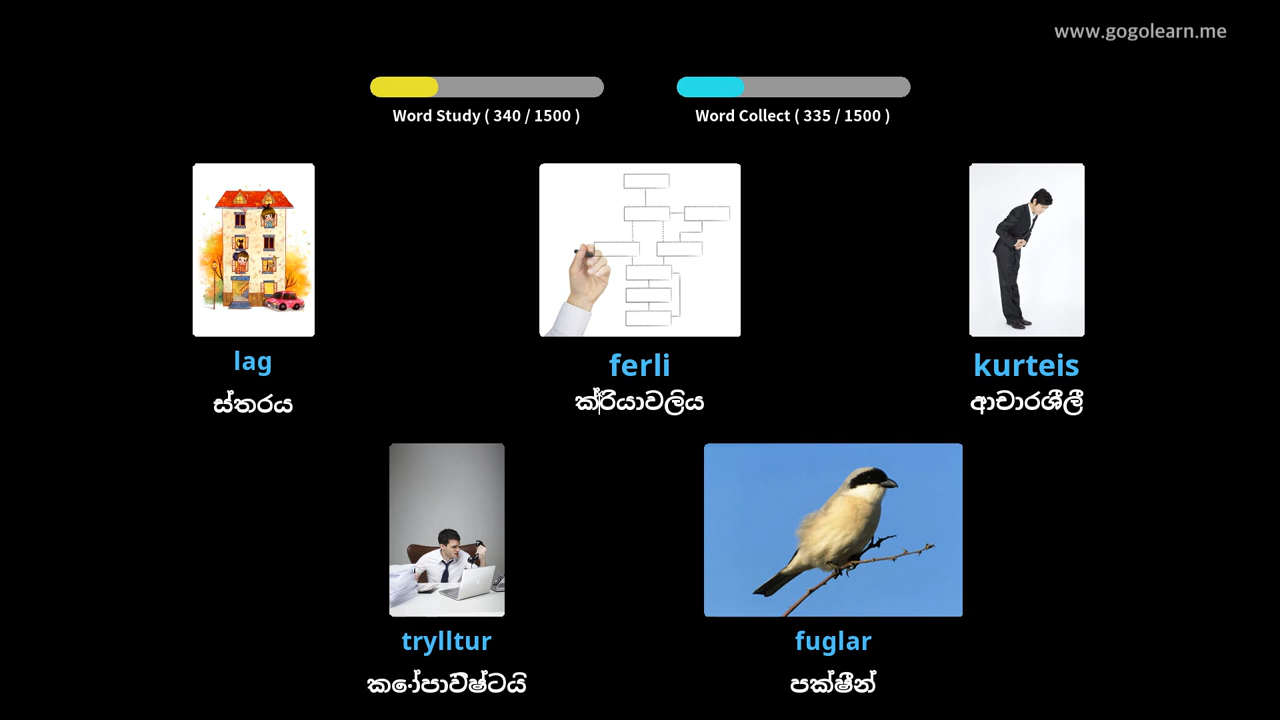 www.gogolearn.me
Word Study ( 340 / 1500 )
Word Collect ( 335 / 1500 )
lag
ස්තරය
ferli
ක්රියාවලිය
kurteis
ආචාරශීලී
trylltur
කෝපාවිෂ්ටයි
fuglar
පක්ෂීන්